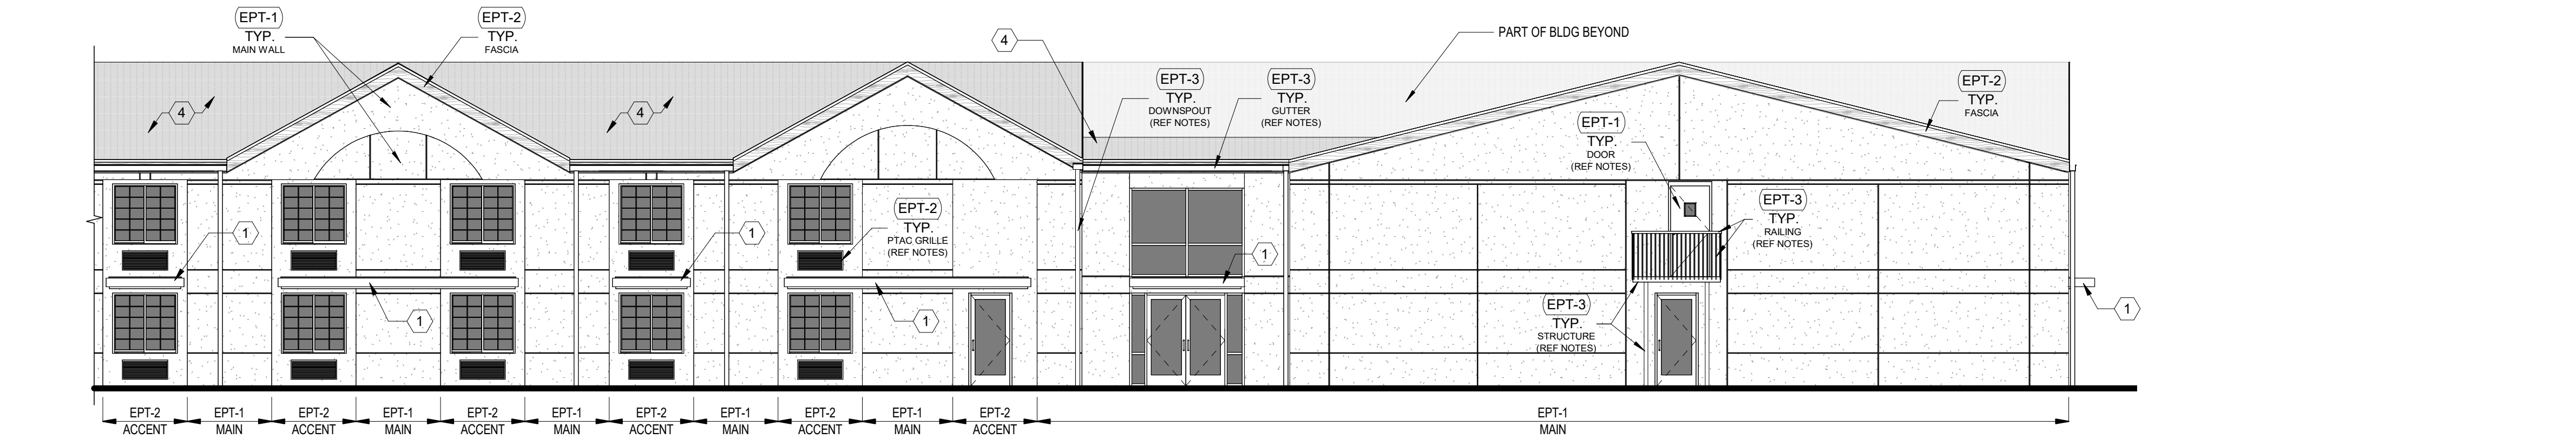 EPT-1
TYP.
MAIN WALL
EPT-2
TYP.
FASCIA
4
PART OF BLDG BEYOND
EPT-3
TYP.
DOWNSPOUT
(REF NOTES)
EPT-3
TYP.
GUTTER
(REF NOTES)
EPT-2
TYP.
FASCIA
4
4
EPT-1
TYP.
DOOR
(REF NOTES)
EPT-2
TYP.
PTAC GRILLE
(REF NOTES)
EPT-3
TYP.
RAILING
(REF NOTES)
1
1
1
EPT-3
TYP.
STRUCTURE
(REF NOTES)
1
1
1
EPT-2
ACCENT
EPT-1
MAIN
EPT-2
ACCENT
EPT-1
MAIN
EPT-2
ACCENT
EPT-1
MAIN
EPT-2
ACCENT
EPT-1
MAIN
EPT-2
ACCENT
EPT-1
MAIN
EPT-2
ACCENT
EPT-1
MAIN